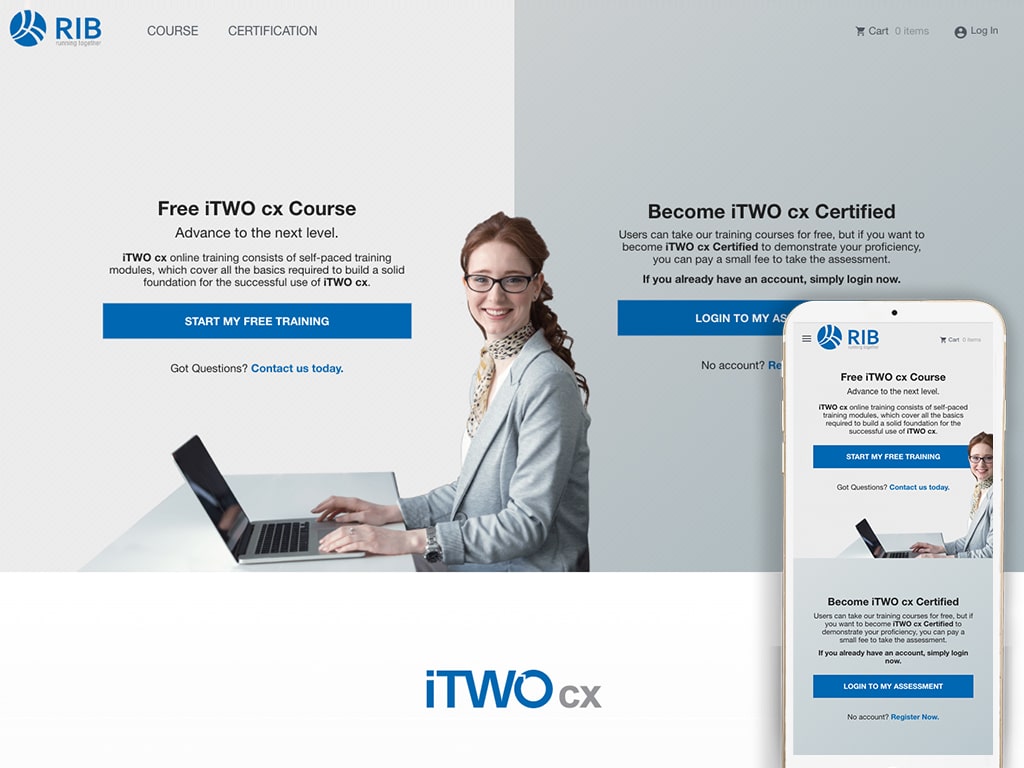 RIB
running together
COURSE
CERTIFICATION
Cart 0 items
Log In
Free iTWO cx Course
Advance to the next level.
iTWO cx online training consists of self-paced training
modules, which cover all the basics required to build a solid
foundation for the successful use of iTWO cx.
START MY FREE TRAINING
Got Questions? Contact us today.
Become iTWO cx Certified
Users can take our training courses for free, but if you want to
become iTWO cx Certified to demonstrate your proficiency,
you can pay a small fee to take the assessment.
If you already have an account, simply login now.
LOGIN TO MY AS
No account? Re
iTWO cx
RIB
running together
Cart 0 items
Free iTWO cx Course
Advance to the next level.
iTWO cx online training consists of self-paced
training modules, which cover all the basics
required to build a solid foundation for the
successful use of iTWO cx.
START MY FREE TRAINING
Got Questions? Contact us today.
Become iTWO cx Certified
Users can take our training courses for free, but if
you want to become iTWO cx Certified to
demonstrate your proficiency, you can pay a
small fee to take the assessment.
If you already have an account, simply login
now.
LOGIN TO MY ASSESSMENT
No account? Register Now.